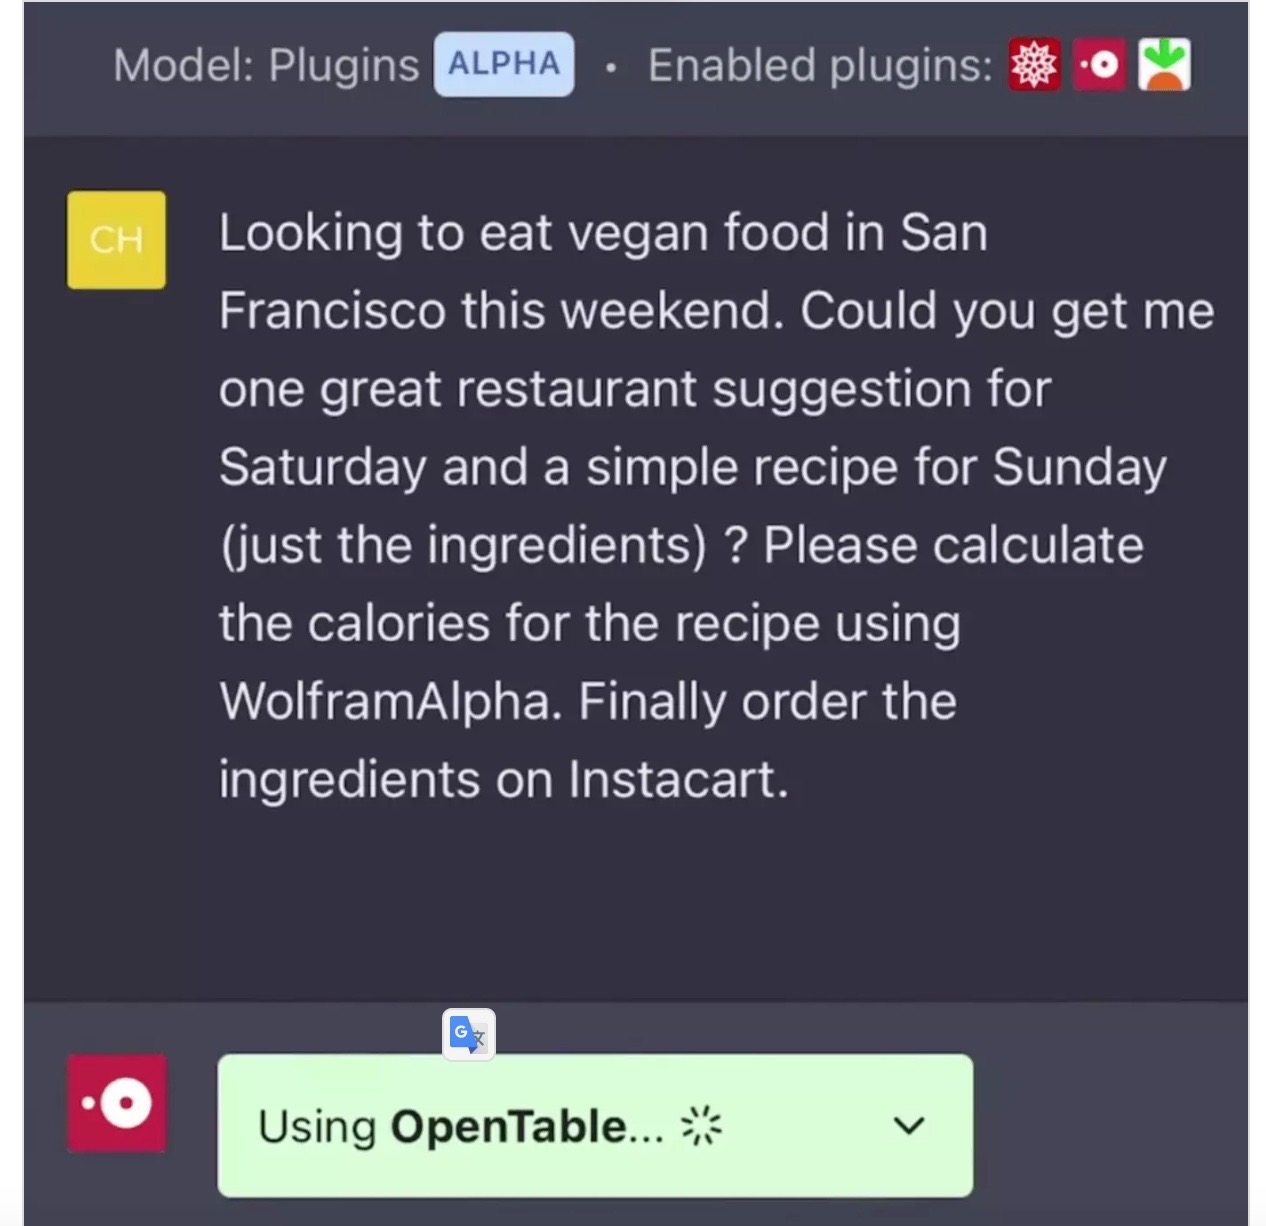 Model: Plugins ALPHA • Enabled plugins:
CH
Looking to eat vegan food in San
Francisco this weekend. Could you get me
one great restaurant suggestion for
Saturday and a simple recipe for Sunday
(just the ingredients) ? Please calculate
the calories for the recipe using
WolframAlpha. Finally order the
ingredients on Instacart.
G 文
Using OpenTable...